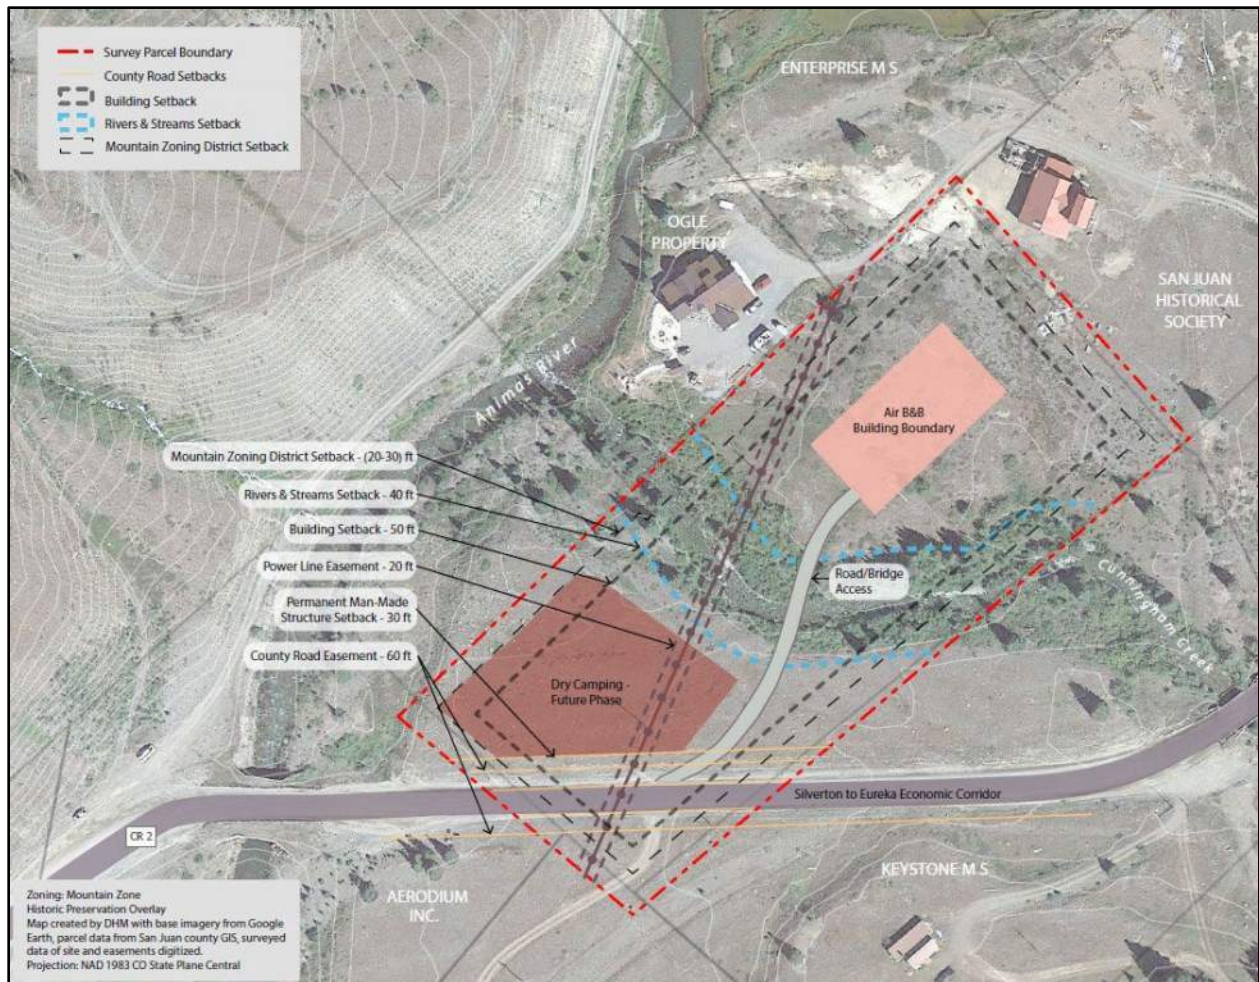 Survey Parcel Boundary
County Road Setbacks
Building Setback
Rivers & Streams Setback
Mountain Zoning District Setback
ENTERPRISE M S
OGLE
PROPERTY
SAN JUAN
HISTORICAL
SOCIETY
Animas River
Air B&B
Building Boundary
Mountain Zoning District Setback - (20-30) ft
Rivers & Streams Setback - 40 ft
Building Setback - 50 ft
Power Line Easement - 20 ft
Permanent Man-Made
Structure Setback - 30 ft
County Road Easement - 60 ft
Road/Bridge
Access
Cunningham Creek
Dry Camping -
Future Phase
Silverton to Eureka Economic Corridor
CR 2
KEYSTONE M S
AERODIUM
INC.
Zoning: Mountain Zone
Historic Preservation Overlay
Map created by DHM with base imagery from Google
Earth, parcel data from San Juan county GIS, surveyed
data of site and easements digitized.
Projection: NAD 1983 CO State Plane Central